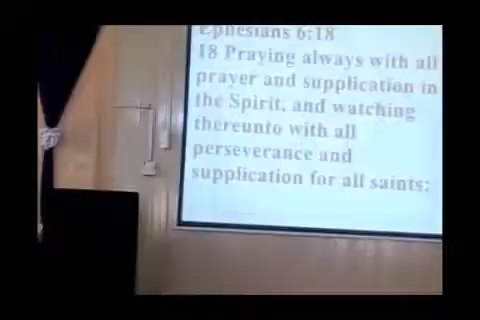 Ephesians 6:18
18 Praying always with all
prayer and supplication in
the Spirit, and watching
thereunto with all
perseverance and
supplication for all saints: